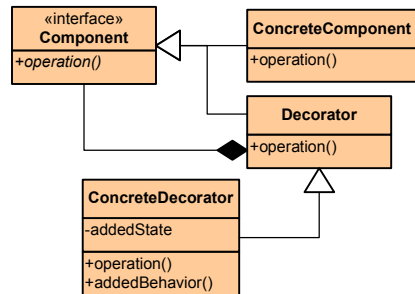 «interface»
Component
+operation()
ConcreteComponent
+operation()
Decorator
+operation()
ConcreteDecorator
-addedState
+operation()
+addedBehavior()